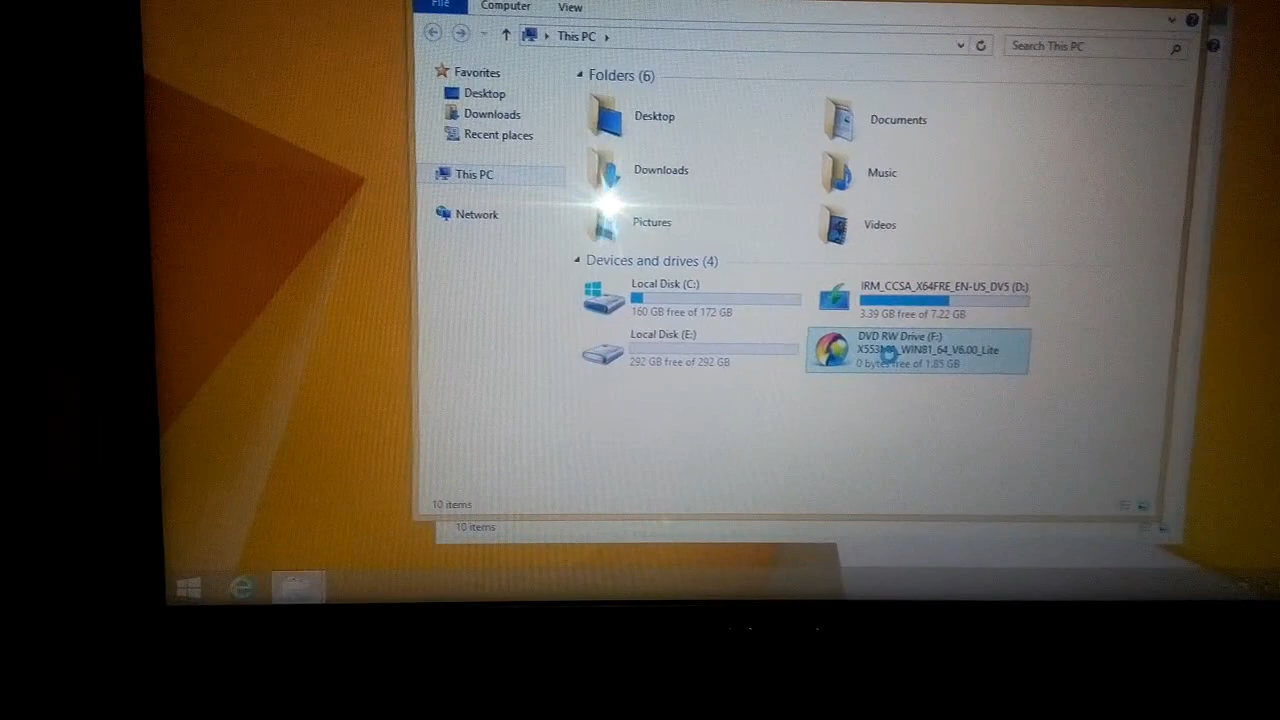 File Computer View
This PC
Search This PC
Favorites
Desktop
Downloads
Recent places
This PC
Network
Folders (6)
Desktop
Documents
Downloads
Music
Pictures
Videos
Devices and drives (4)
Local Disk (C:)
160 GB free of 172 GB
IRM_CCSA_X64FRE_EN-US_DV5 (D:)
3.39 GB free of 7.22 GB
Local Disk (E:)
292 GB free of 292 GB
DVD RW Drive (F:)
0 bytes free of 1.85 GB
10 items
10 items